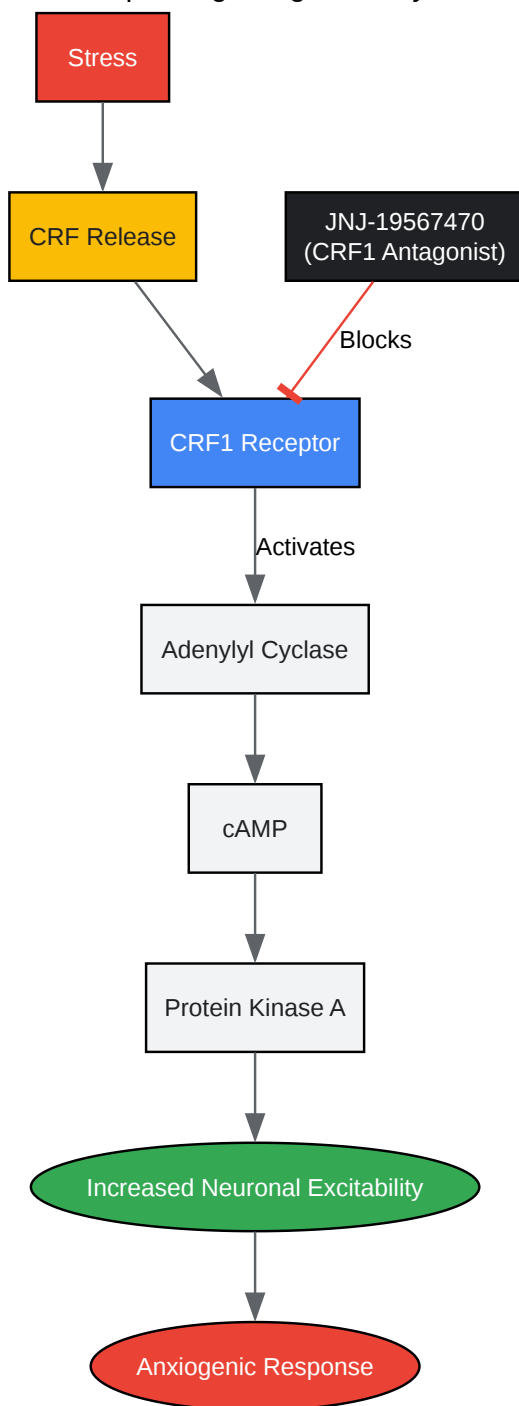 Stress
CRF Release
JNJ-19567470
(CRF1 Antagonist)
Blocks
CRF1 Receptor
Activates
Adenylyl Cyclase
cAMP
Protein Kinase A
Increased Neuronal Excitability
Anxiogenic Response